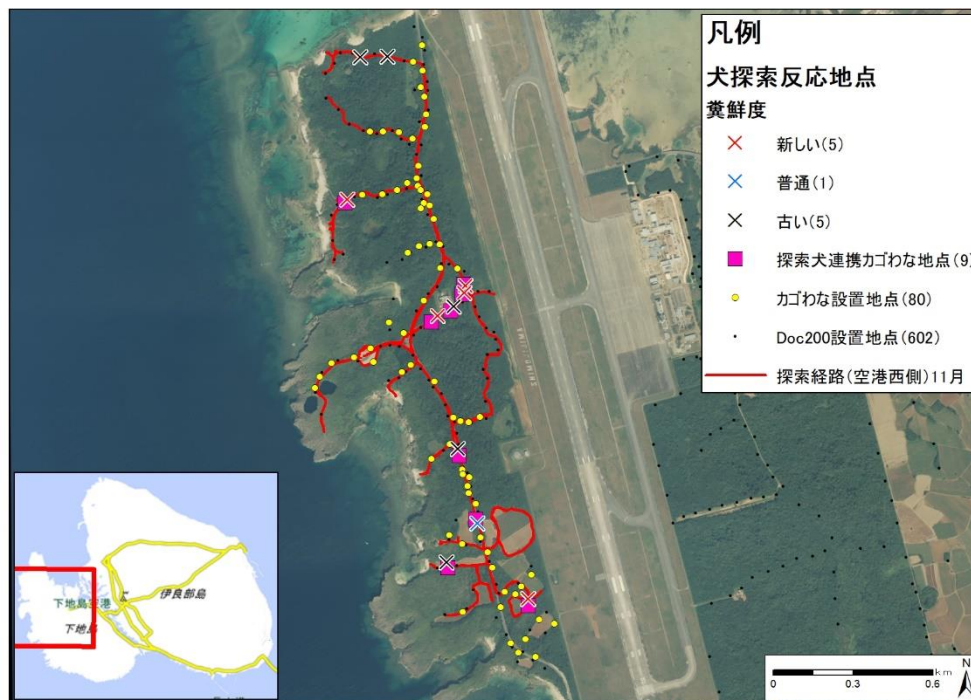 凡例
犬探索反応地点
糞鮮度
新しい(5)
普通(1)
古い(5)
探索犬連携カゴわな地点(9)
カゴわな設置地点(80)
Doc200設置地点(602)
探索経路(空港西側)11月
伊良部島
下地島空港
下地島
N
km
0 0.3 0.6